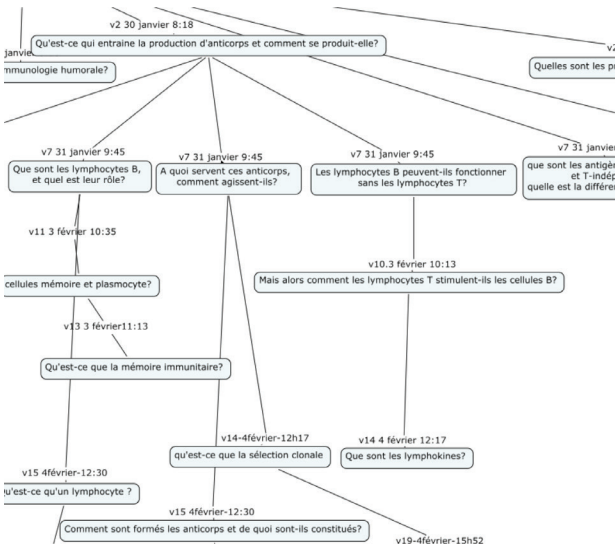 v2 30 janvier 8:18
Qu'est-ce qui entraine la production d'anticorps et comment se produit-elle?
janvie
mmunologie humorale?
v2
Quelles sont les pr
v7 31 janvier 9:45
Que sont les lymphocytes B,
et quel est leur rôle?
v7 31 janvier 9:45
A quoi servent ces anticorps,
comment agissent-ils?
v7 31 janvier 9:45
Les lymphocytes B peuvent-ils fonctionner
sans les lymphocytes T?
v7 31 janvier
que sont les antigèn
et T-indép
quelle est la différen
v11 3 février 10:35
cellules mémoire et plasmocyte?
v10.3 février 10:13
Mais alors comment les lymphocytes T stimulent-ils les cellules B?
v13 3 février11:13
Qu'est-ce que la mémoire immunitaire?
v14-4février-12h17
qu'est-ce que la sélection clonale
v14 4 février 12:17
Que sont les lymphokines?
v15 4février-12:30
qu'est-ce qu'un lymphocyte ?
v15 4février-12:30
Comment sont formés les anticorps et de quoi sont-ils constitués?
v19-4février-15h52